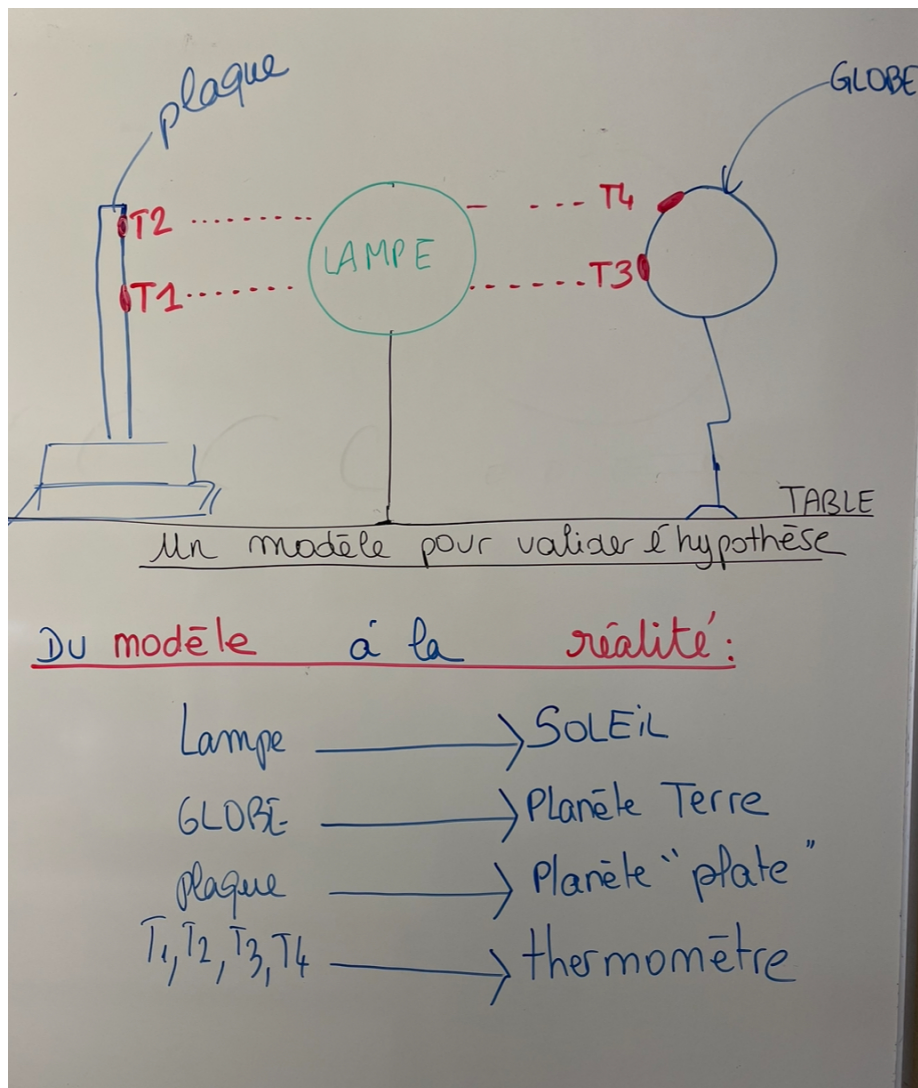 plaque
GLOBE
T2
T4
LAMPE
T1
T3
TABLE
Un modèle pour valider l'hypothèse
Du modèle á la réalité:
Lampe → SOLEIL
GLOBE → Planète Terre
plaque → Planète "plate"
T1, T2, T3, T4 → thermomètre